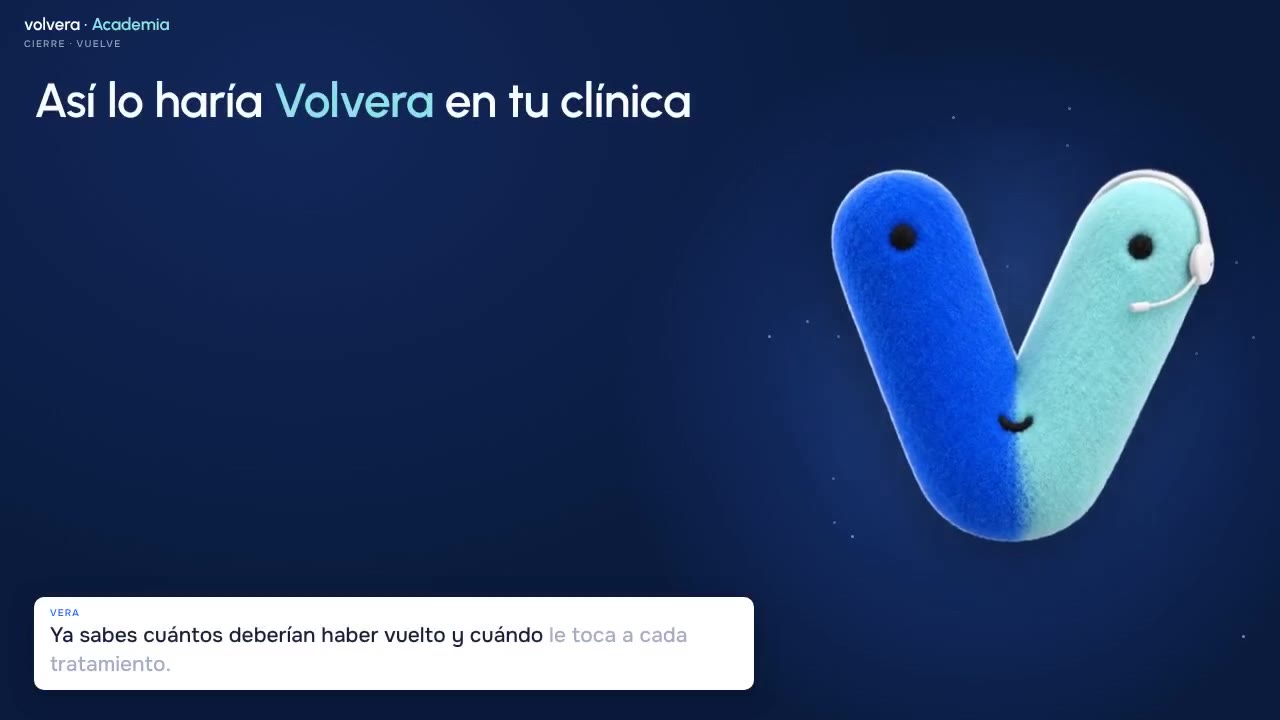 volvera · Academia
CIERRE · VUELVE
Así lo haría Volvera en tu clínica
VERA
Ya sabes cuántos deberían haber vuelto y cuándo le toca a cada
tratamiento.